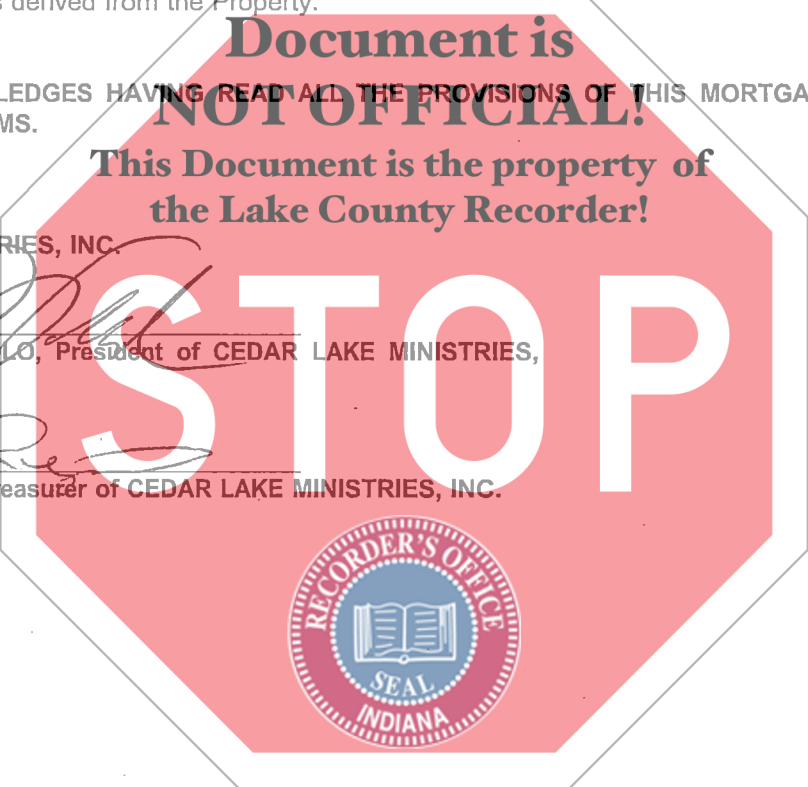 s derived from the Property.
Document is
LEDGES HAVING READ ALL THE PROVISIONS OF THIS MORTGA
NOT OFFICIAL!
MS.
This Document is the property of
the Lake County Recorder!
RIES, INC.
STOP
LO, President of CEDAR LAKE MINISTRIES,
reasurer of CEDAR LAKE MINISTRIES, INC.
RECORDER'S OFFICE
SEAL
INDIANA